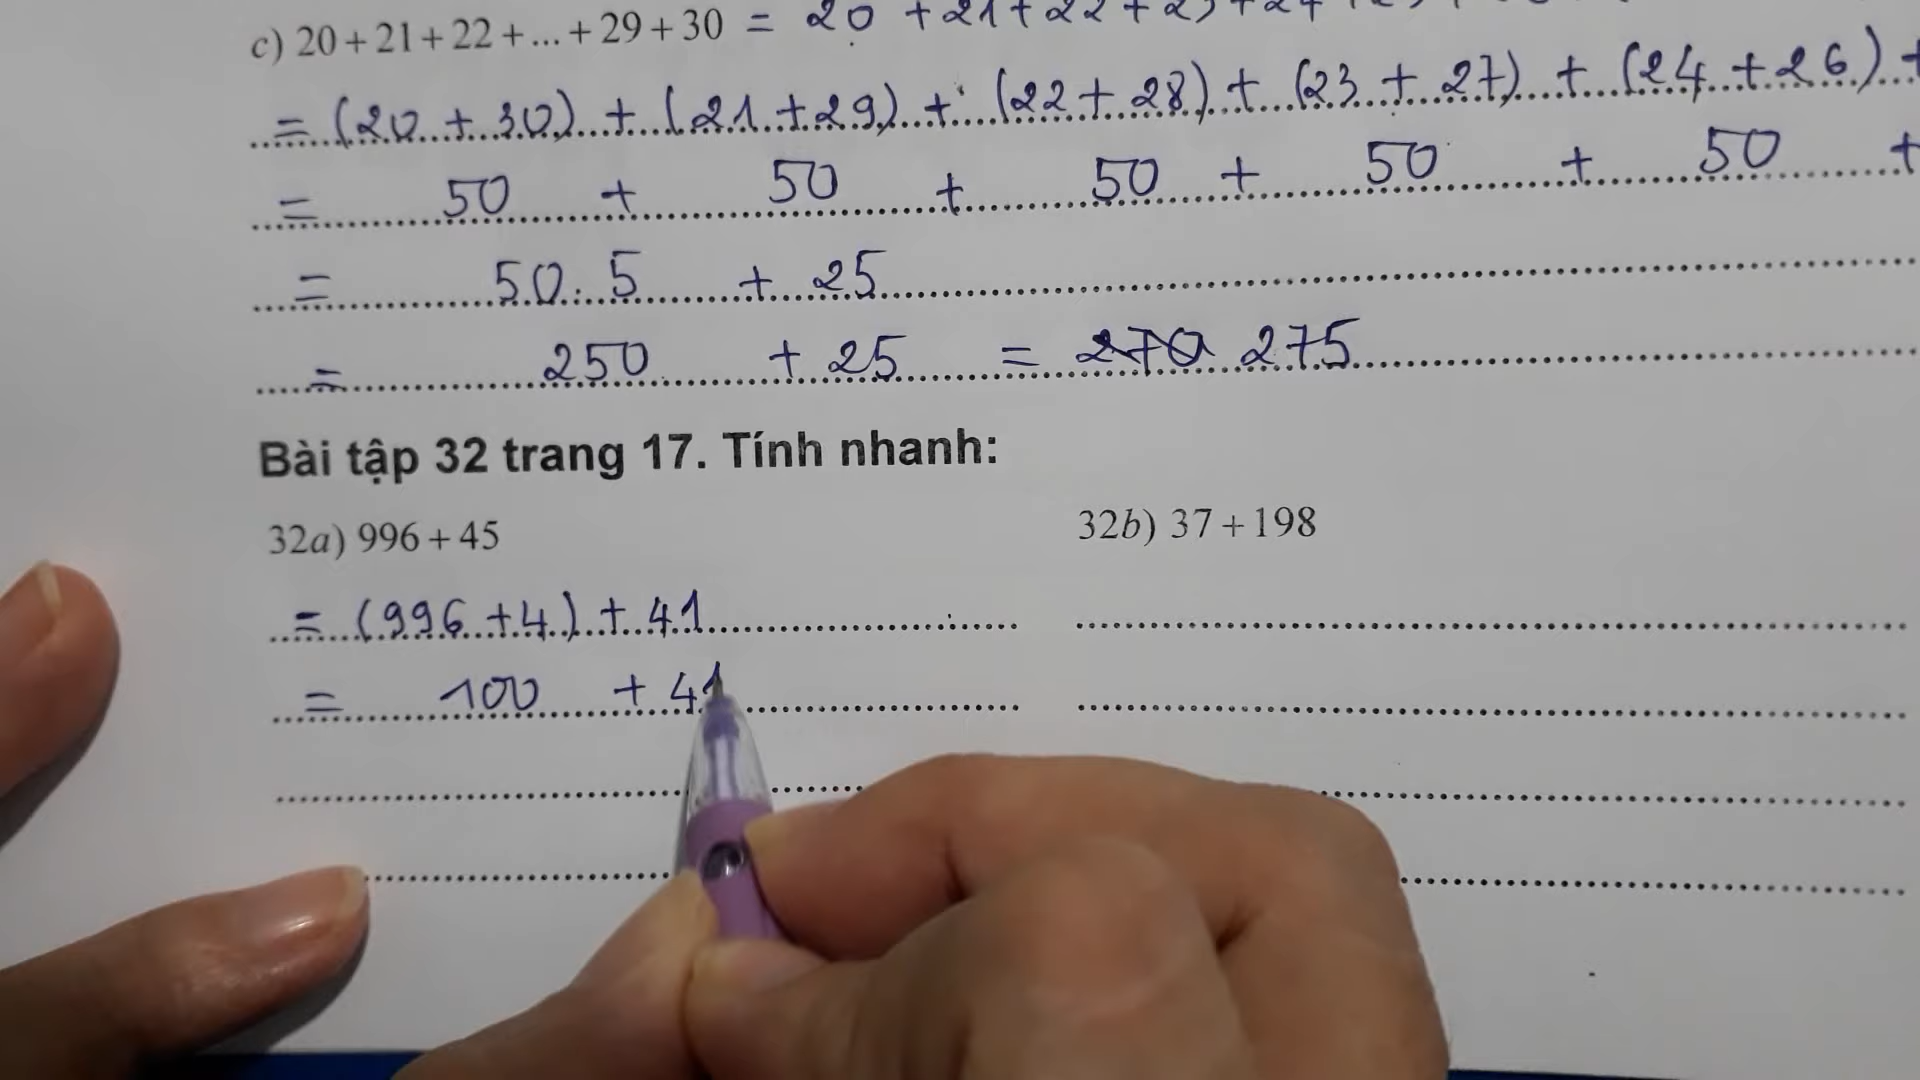 c) 20 + 21 + 22 + ... + 29 + 30 = 20 + 21 + 22 + 23 + 24 +
= (20 + 30) + (21 + 29) + (22 + 28) + (23 + 27) + (24 + 26) +
= 50 + 50 + 50 + 50 + 50 +
= 50 . 5 + 25
= 250 + 25 = 270 275
Bài tập 32 trang 17. Tính nhanh:
32a) 996 + 45 32b) 37 + 198
= (996 + 4) + 41
= 100 + 41